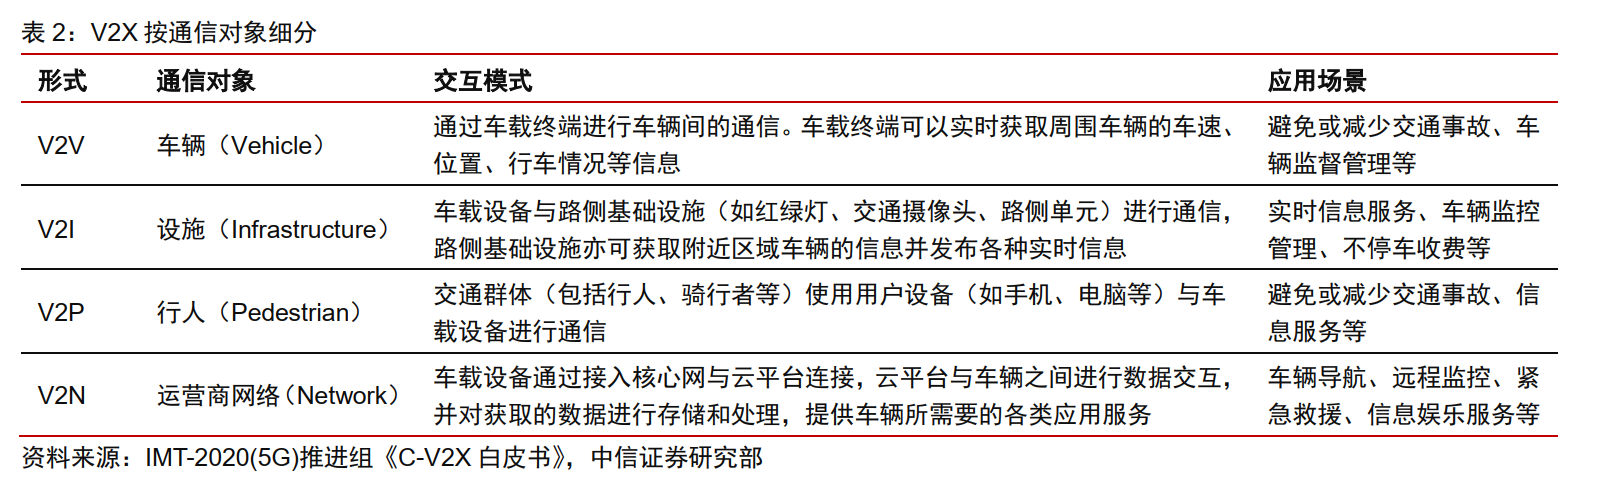 表 2：V2X 按通信对象细分
形式 通信对象 交互模式 应用场景
V2V 车辆（Vehicle） 通过车载终端进行车辆间的通信。车载终端可以实时获取周围车辆的车速、 避免或减少交通事故、车
位置、行车情况等信息 辆监督管理等
V2I 设施（Infrastructure） 车载设备与路侧基础设施（如红绿灯、交通摄像头、路侧单元）进行通信， 实时信息服务、车辆监控
路侧基础设施亦可获取附近区域车辆的信息并发布各种实时信息 管理、不停车收费等
V2P 行人（Pedestrian） 交通群体（包括行人、骑行者等）使用用户设备（如手机、电脑等）与车 避免或减少交通事故、信
载设备进行通信 息服务等
V2N 运营商网络（Network） 车载设备通过接入核心网与云平台连接，云平台与车辆之间进行数据交互， 车辆导航、远程监控、紧
并对获取的数据进行存储和处理，提供车辆所需要的各类应用服务 急救援、信息娱乐服务等
资料来源：IMT-2020(5G)推进组《C-V2X 白皮书》，中信证券研究部